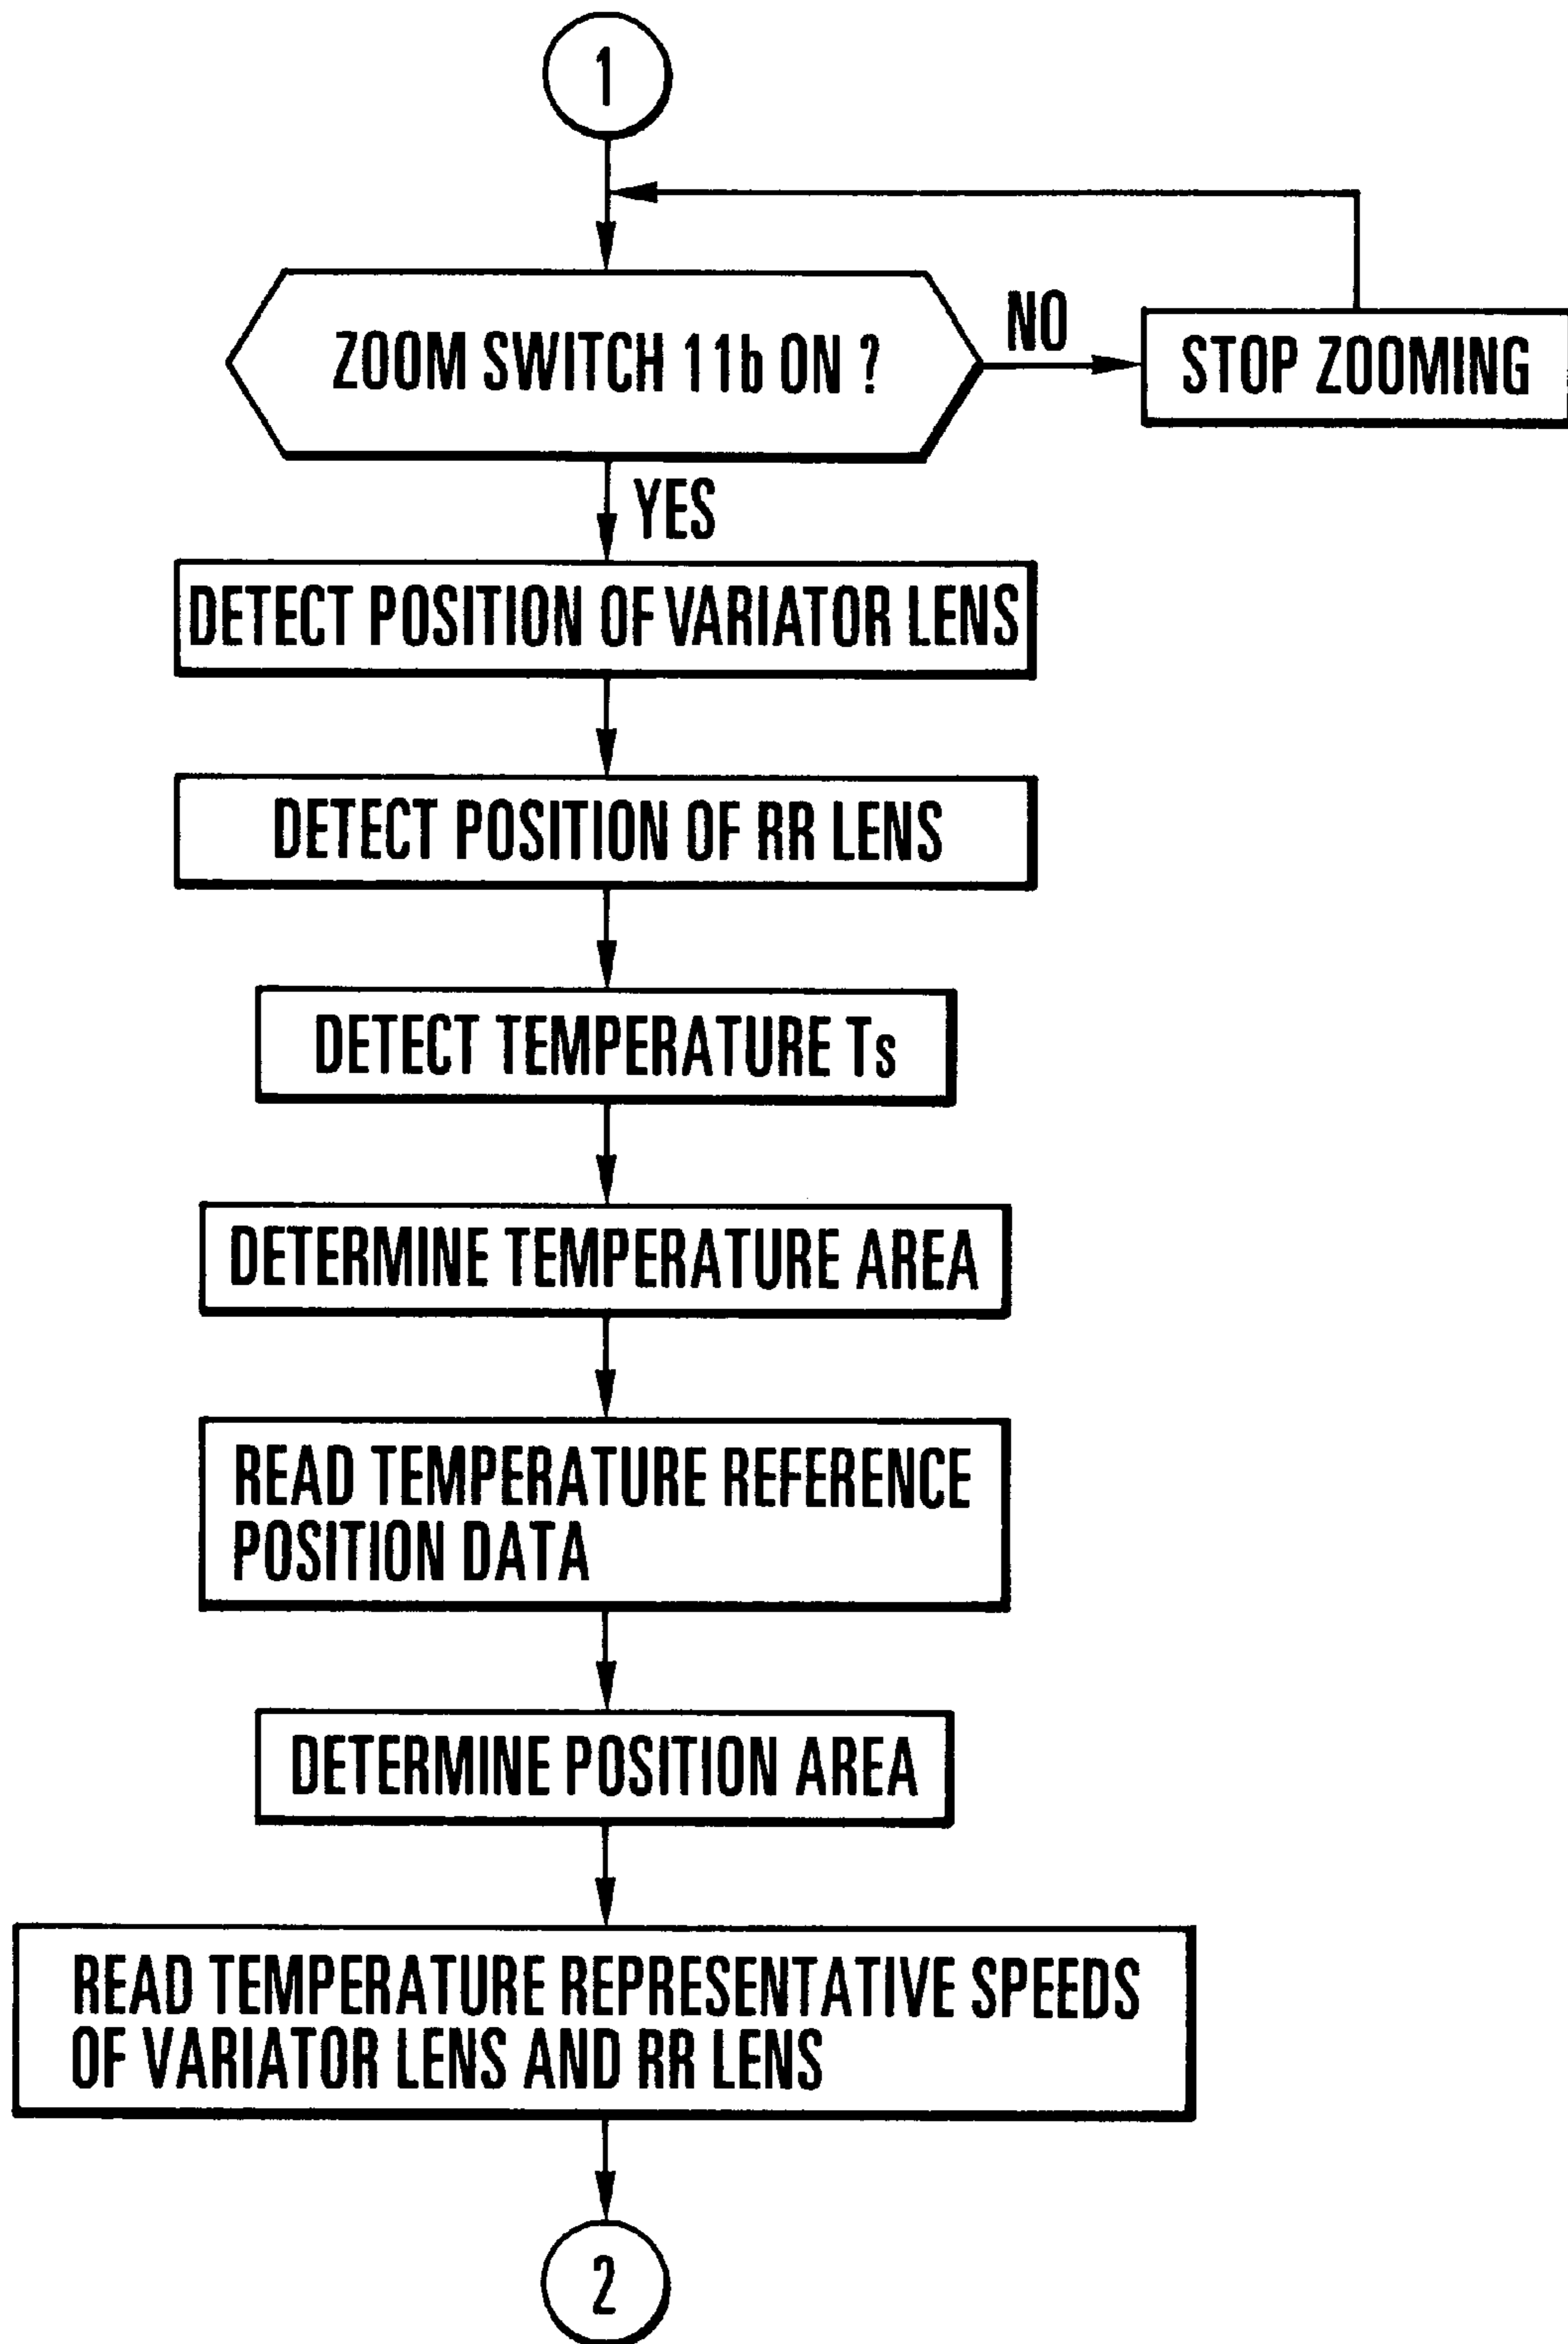 1
ZOOM SWITCH 11b ON ?
NO
STOP ZOOMING
YES
DETECT POSITION OF VARIATOR LENS
DETECT POSITION OF RR LENS
DETECT TEMPERATURE Ts
DETERMINE TEMPERATURE AREA
READ TEMPERATURE REFERENCE
POSITION DATA
DETERMINE POSITION AREA
READ TEMPERATURE REPRESENTATIVE SPEEDS
OF VARIATOR LENS AND RR LENS
2